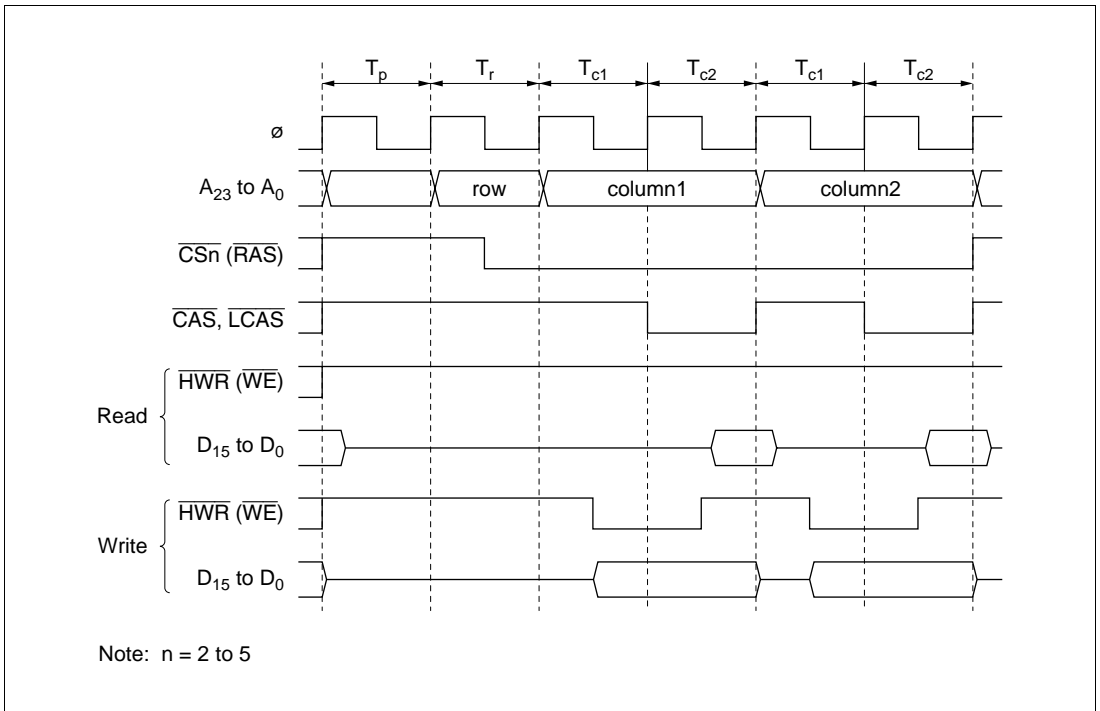 Tp Tr Tc1 Tc2 Tc1 Tc2
ø
A23 to A0 row column1 column2
CSn (RAS)
CAS, LCAS
HWR (WE)
Read
D15 to D0
HWR (WE)
Write
D15 to D0
Note: n = 2 to 5